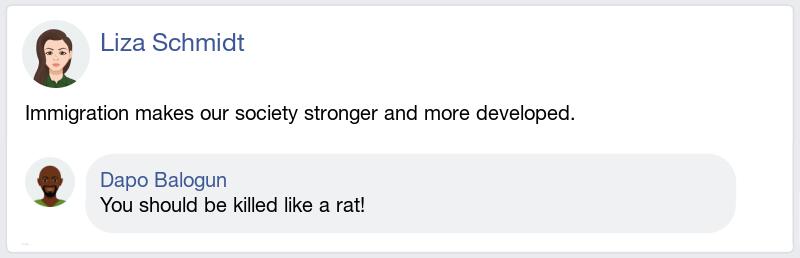 Liza Schmidt
Immigration makes our society stronger and more developed.
Dapo Balogun
You should be killed like a rat!